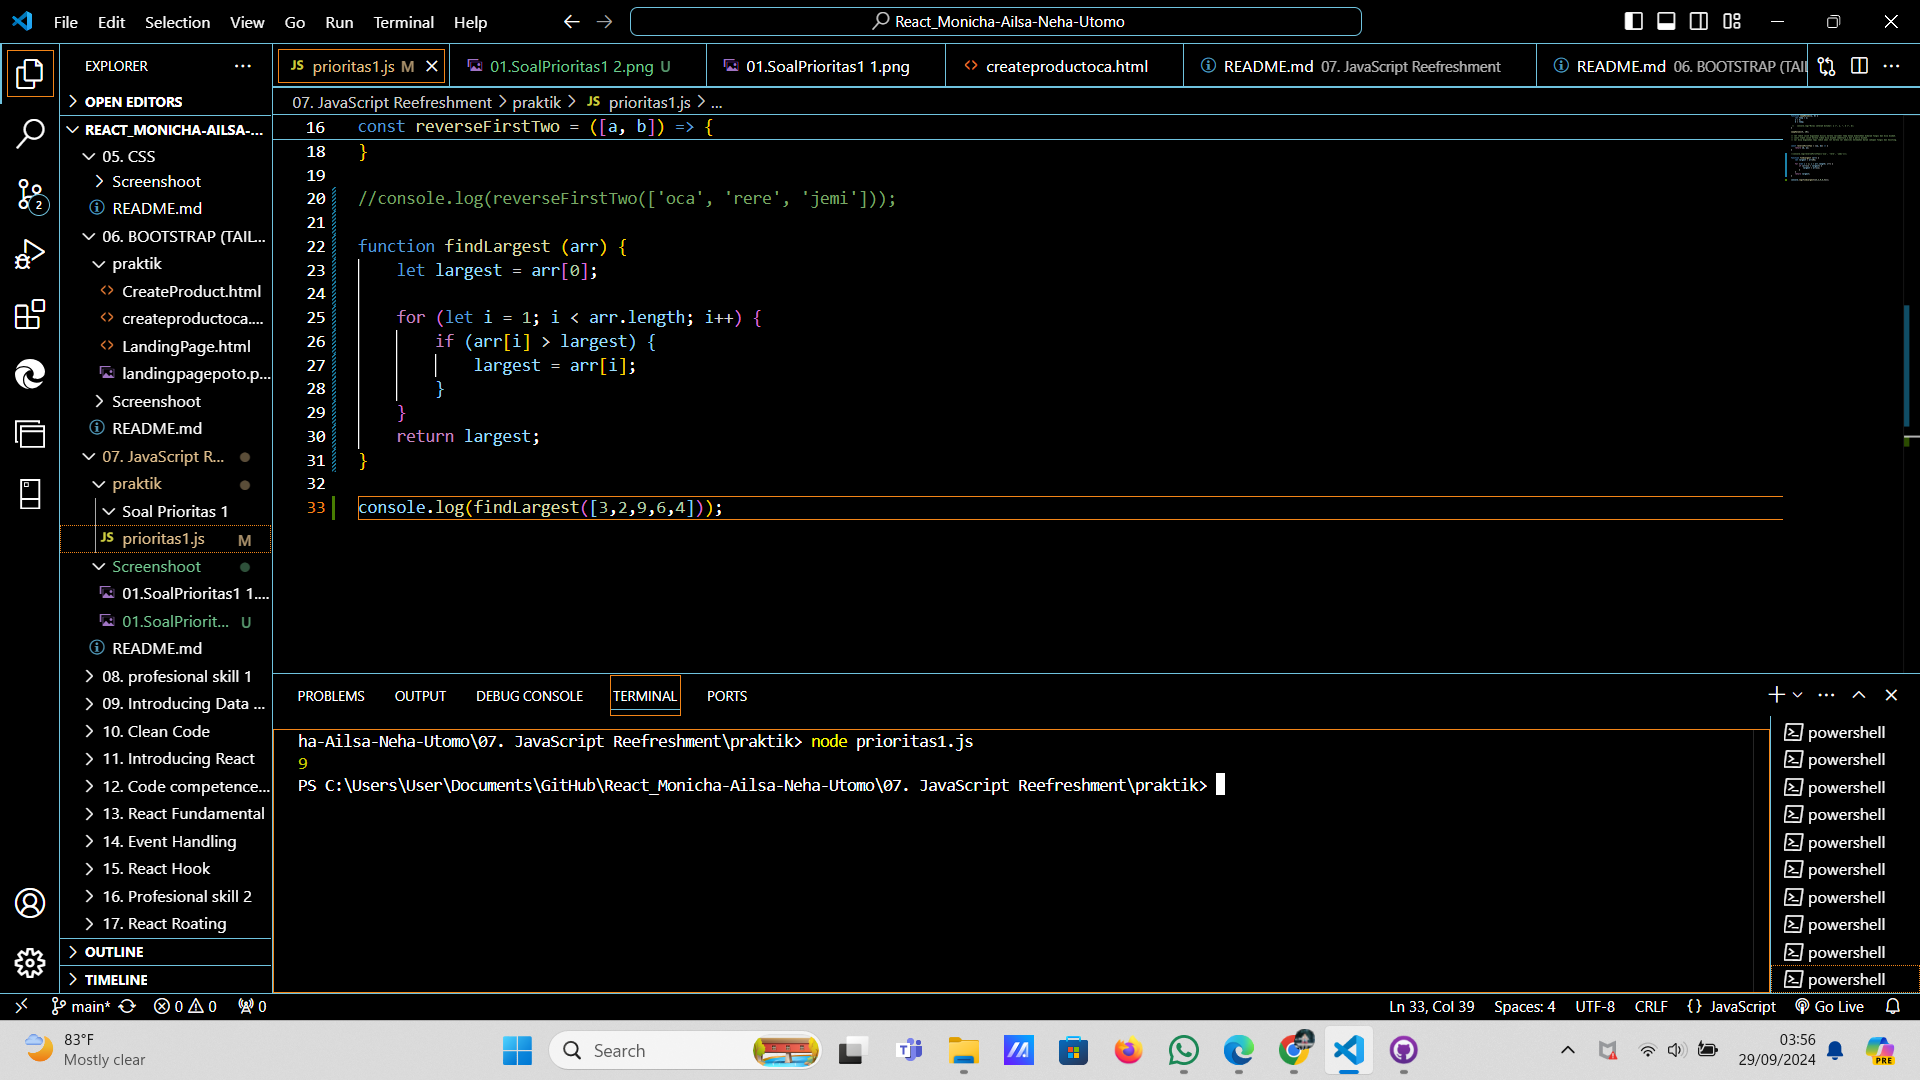 File Edit Selection View Go Run Terminal Help
React_Monicha-Ailsa-Neha-Utomo
EXPLORER
OPEN EDITORS
REACT_MONICHA-AILSA-...
05. CSS
Screenshoot
README.md
06. BOOTSTRAP (TAIL...
praktik
CreateProduct.html
createproductoca....
LandingPage.html
landingpagepoto.p...
Screenshoot
README.md
07. JavaScript R...
praktik
Soal Prioritas 1
JS prioritas1.js M
Screenshoot
01.SoalPrioritas1 1....
01.SoalPriorit... U
README.md
08. profesional skill 1
09. Introducing Data ...
10. Clean Code
11. Introducing React
12. Code competence...
13. React Fundamental
14. Event Handling
15. React Hook
16. Profesional skill 2
17. React Roating
OUTLINE
TIMELINE
2
JS prioritas1.js M
01.SoalPrioritas1 2.png U
01.SoalPrioritas1 1.png
createproductoca.html
README.md 07. JavaScript Reefreshment
README.md 06. BOOTSTRAP (TAIL
07. JavaScript Reefreshment > praktik > JS prioritas1.js > ...
16 const reverseFirstTwo = ([a, b]) => {
18 }
19
20 //console.log(reverseFirstTwo(['oca', 'rere', 'jemi']));
21
22 function findLargest (arr) {
23 let largest = arr[0];
24
25 for (let i = 1; i < arr.length; i++) {
26 if (arr[i] > largest) {
27 largest = arr[i];
28 }
29 }
30 return largest;
31 }
32
33 console.log(findLargest([3,2,9,6,4]));
PROBLEMS OUTPUT DEBUG CONSOLE TERMINAL PORTS
ha-Ailsa-Neha-Utomo\07. JavaScript Reefreshment\praktik> node prioritas1.js
9
PS C:\Users\User\Documents\GitHub\React_Monicha-Ailsa-Neha-Utomo\07. JavaScript Reefreshment\praktik>
powershell
powershell
powershell
powershell
powershell
powershell
powershell
powershell
powershell
powershell
main* 0 0 0
Ln 33, Col 39 Spaces: 4 UTF-8 CRLF {} JavaScript Go Live
83°F
Mostly clear
Search
03:56
29/09/2024
PRE